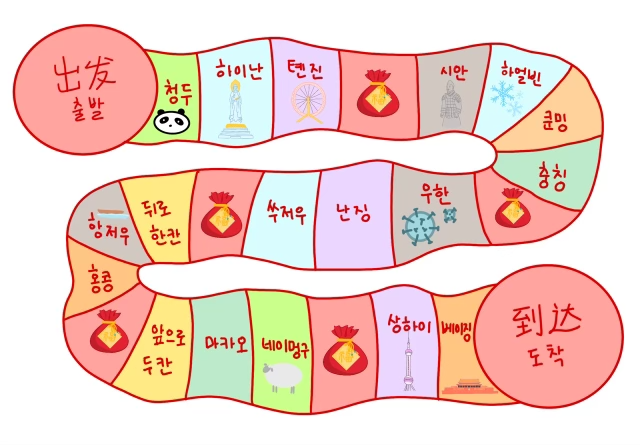 出发
출발
청두
하이난
톈진
시안
하얼빈
쿤밍
충칭
우한
난징
쑤저우
뒤로
한칸
항저우
홍콩
앞으로
두칸
마카오
네이멍구
상하이
베이징
到达
도착